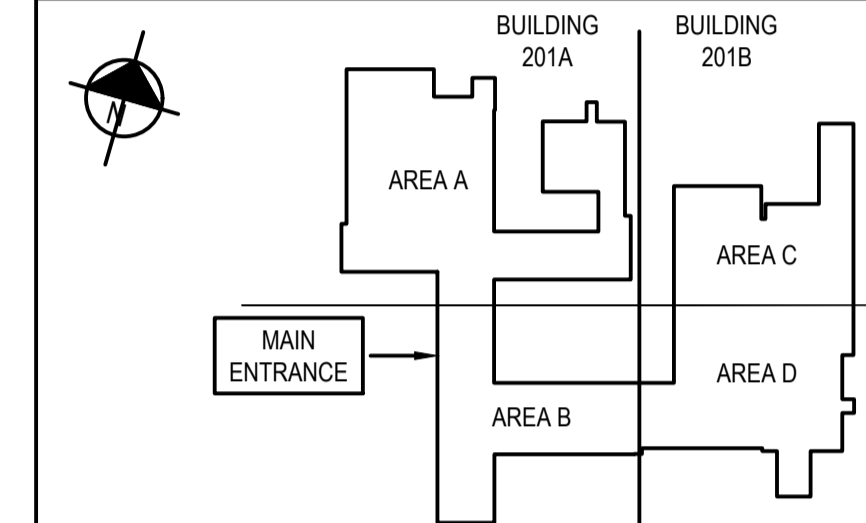 BUILDING
201A
BUILDING
201B
N
AREA A
AREA C
MAIN
ENTRANCE
AREA D
AREA B